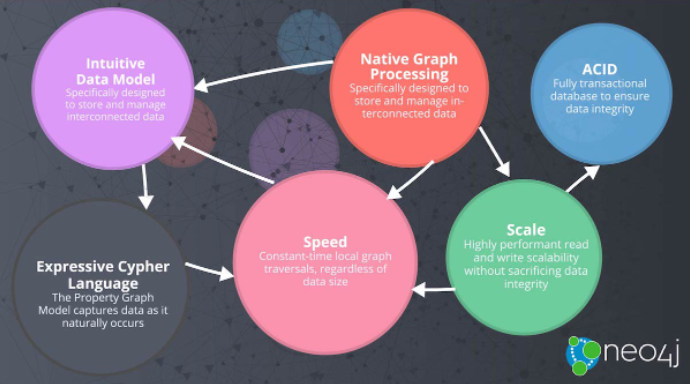 Intuitive
Data Model
Specifically designed
to store and manage
interconnected data
Native Graph
Processing
Specifically designed to
store and manage in-
terconnected data
ACID
Fully transactional
database to ensure
data integrity
Expressive Cypher
Language
The Property Graph
Model captures data as it
naturally occurs
Speed
Constant-time local graph
traversals, regardless of
data size
Scale
Highly performant read
and write scalability
without sacrificing data
integrity
neo4j